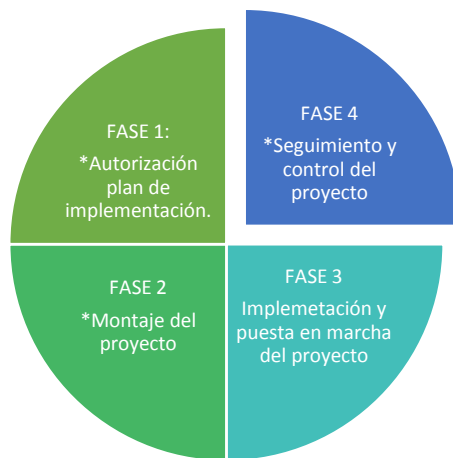 FASE 1:
*Autorización
plan de
implementación.
FASE 2
*Montaje del
proyecto
FASE 3
Implemetación y
puesta en marcha
del proyecto
FASE 4
*Seguimiento y
control del
proyecto